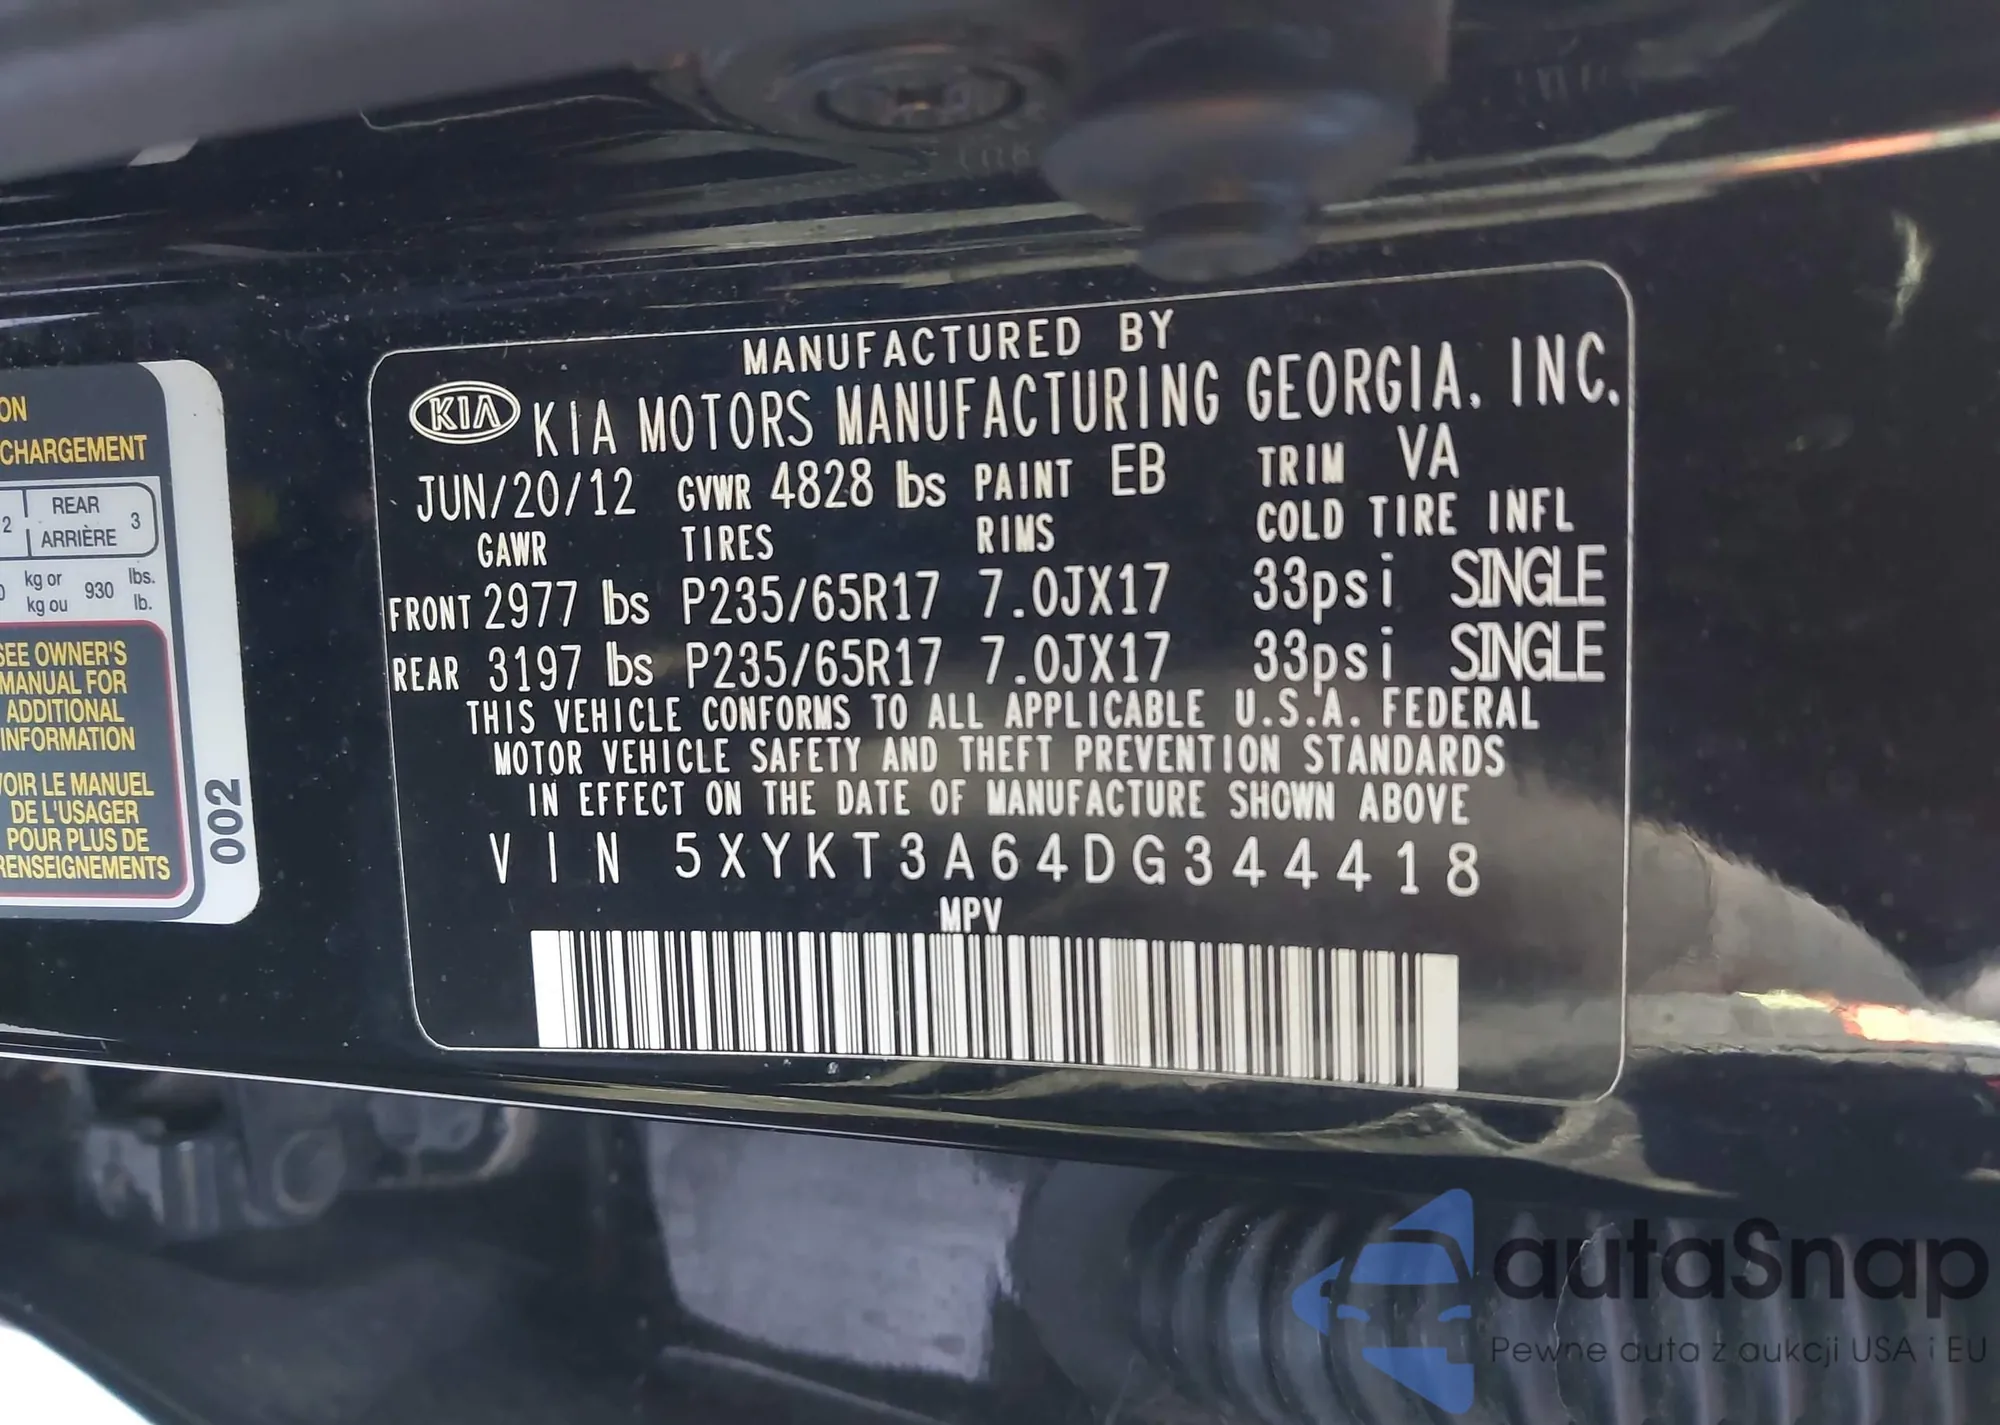 ON
CHARGEMENT
2 REAR 3
ARRIÈRE
kg or 930 lbs.
kg ou lb.
SEE OWNER'S
MANUAL FOR
ADDITIONAL
INFORMATION
VOIR LE MANUEL
DE L'USAGER
POUR PLUS DE
RENSEIGNEMENTS
002
MANUFACTURED BY
KIA KIA MOTORS MANUFACTURING GEORGIA, INC.
JUN/20/12 GVWR 4828 lbs PAINT EB TRIM VA
GAWR TIRES RIMS COLD TIRE INFL
FRONT 2977 lbs P235/65R17 7.0JX17 33psi SINGLE
REAR 3197 lbs P235/65R17 7.0JX17 33psi SINGLE
THIS VEHICLE CONFORMS TO ALL APPLICABLE U.S.A. FEDERAL
MOTOR VEHICLE SAFETY AND THEFT PREVENTION STANDARDS
IN EFFECT ON THE DATE OF MANUFACTURE SHOWN ABOVE
VIN 5XYKT3A64DG344418
MPV
autaSnap
Pewne auta z aukcji USA i EU